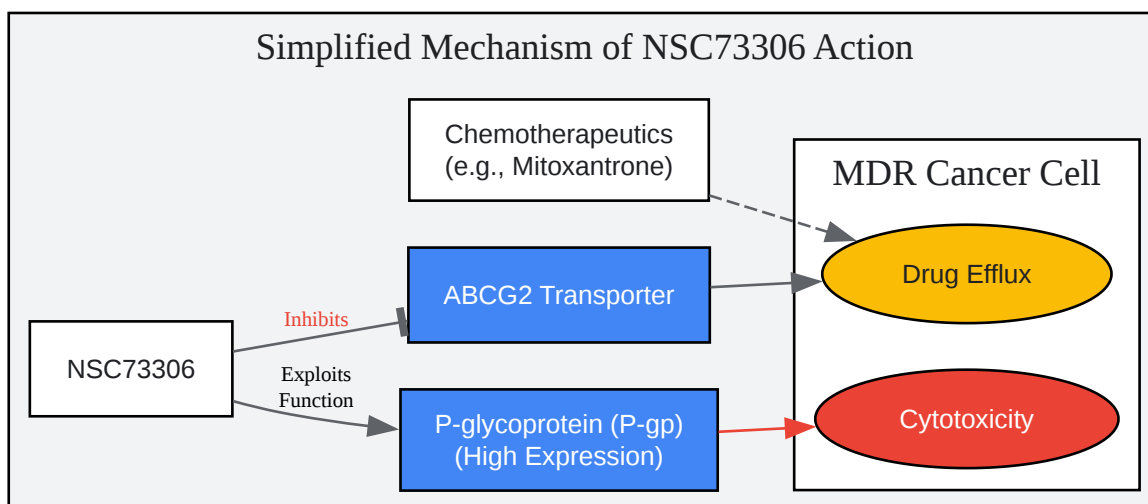 Simplified Mechanism of NSC73306 Action
Chemotherapeutics
(e.g., Mitoxantrone)
MDR Cancer Cell
Drug Efflux
ABCG2 Transporter
Inhibits
NSC73306
Exploits
Function
P-glycoprotein (P-gp)
(High Expression)
Cytotoxicity